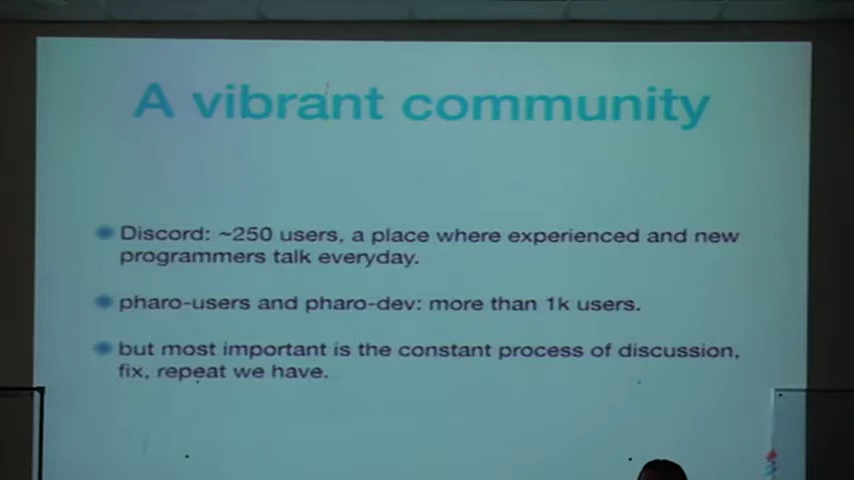 A vibrant community
Discord: ~250 users, a place where experienced and new
programmers talk everyday.
pharo-users and pharo-dev: more than 1k users.
but most important is the constant process of discussion,
fix, repeat we have.